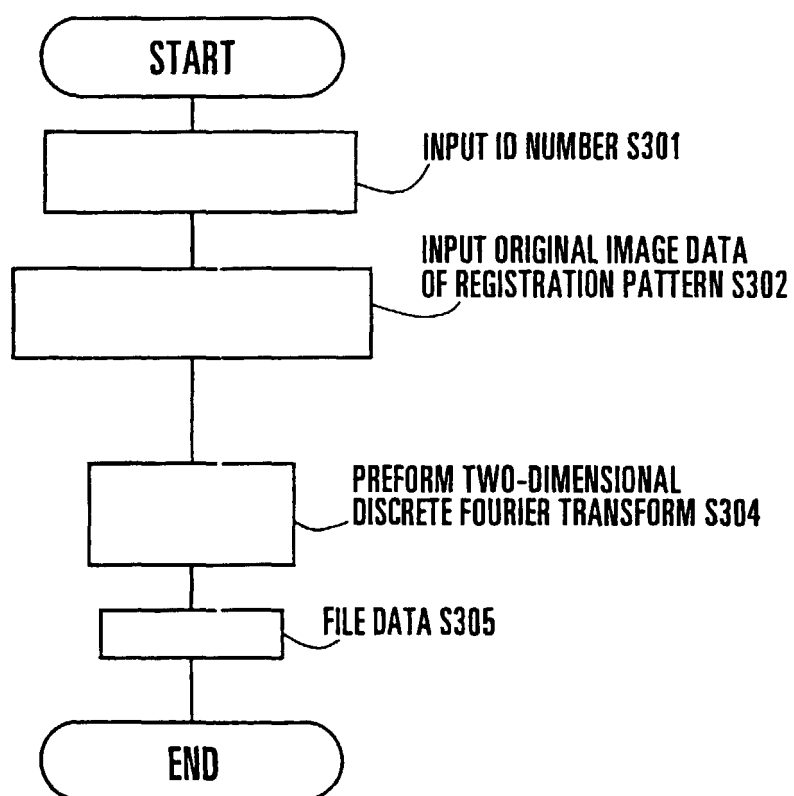 START
INPUT ID NUMBER S301
INPUT ORIGINAL IMAGE DATA
OF REGISTRATION PATTERN S302
PREFORM TWO-DIMENSIONAL
DISCRETE FOURIER TRANSFORM S304
FILE DATA S305
END